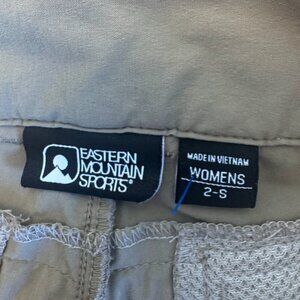 EASTERN
MOUNTAIN
SPORTS®
MADE IN VIETNAM
WOMENS
2-S